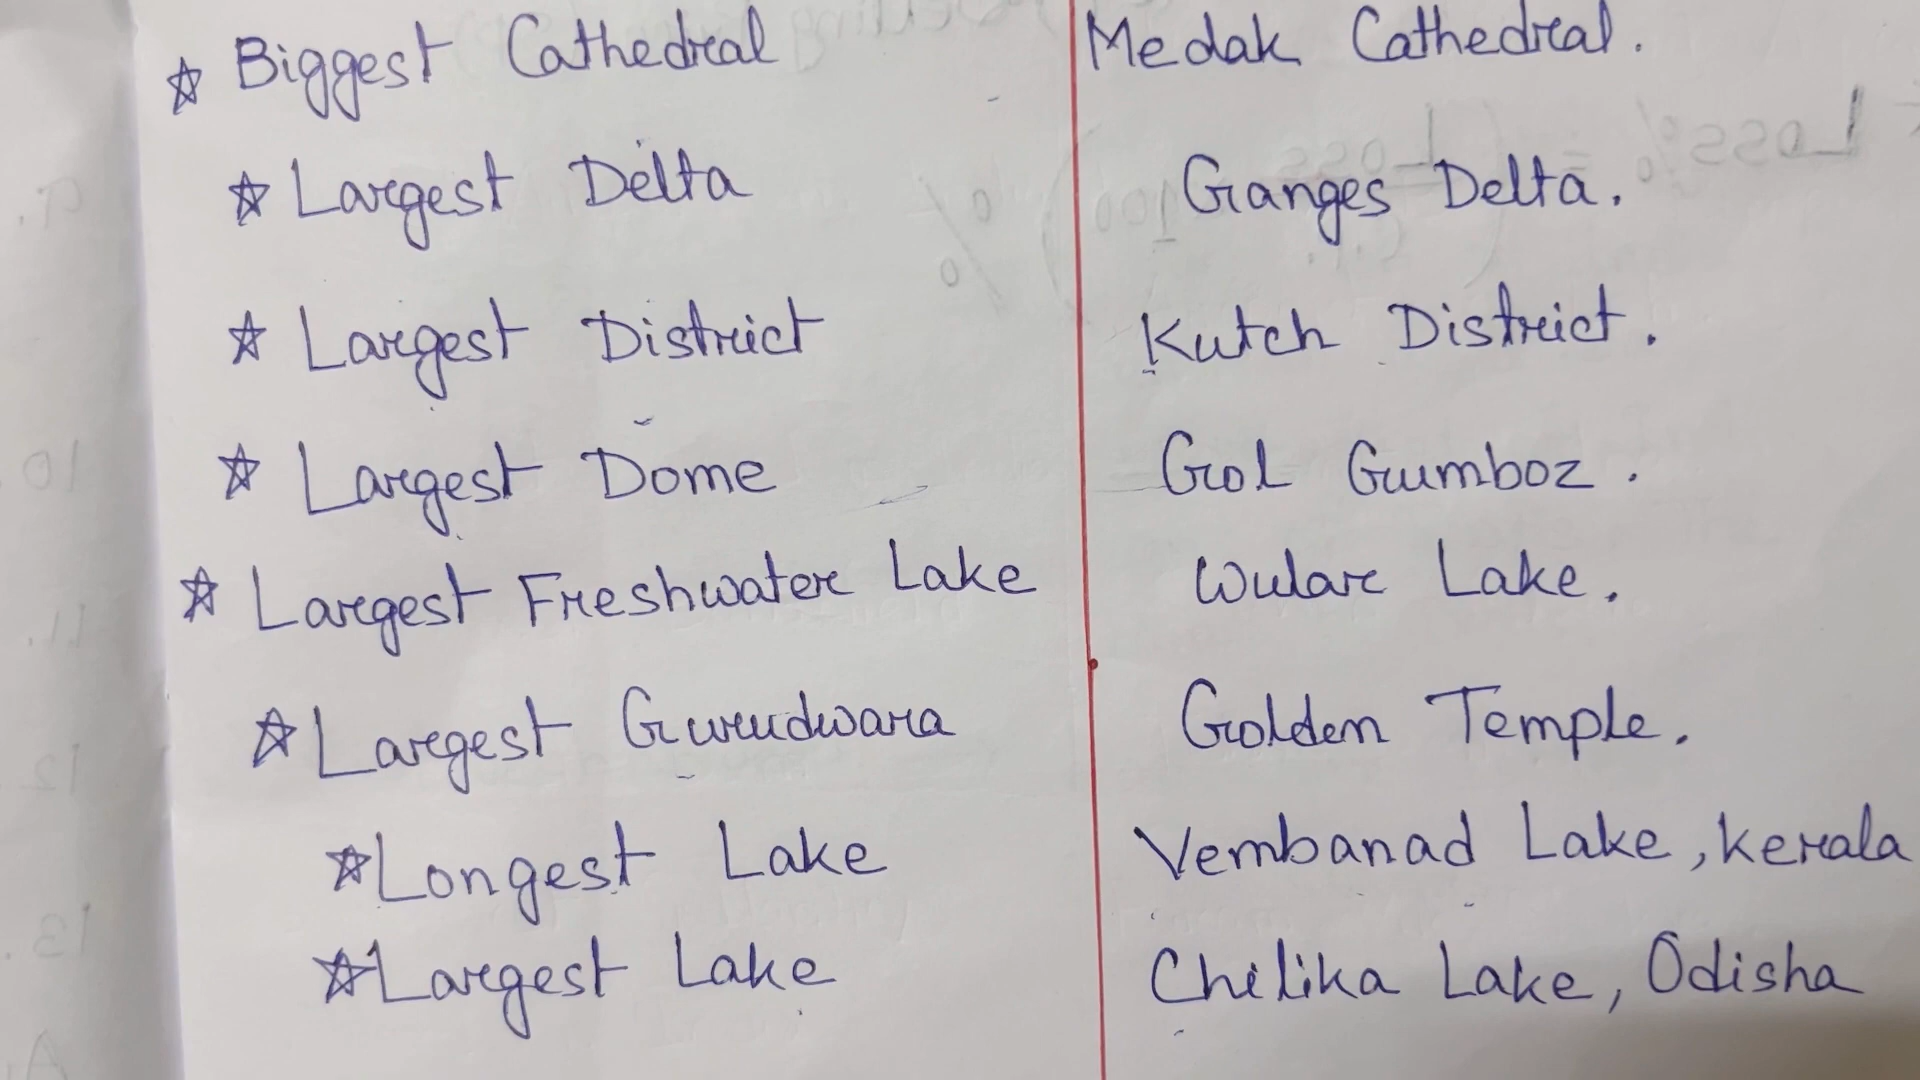 ☆ Biggest Cathedral Medak Cathedral.
☆ Largest Delta Ganges Delta.
☆ Largest District Kutch District.
☆ Largest Dome Gol Gumboz.
☆ Largest Freshwater Lake Wular Lake.
☆ Largest Gurudwara Golden Temple.
☆ Longest Lake Vembanad Lake, Kerala
☆ Largest Lake Chilika Lake, Odisha